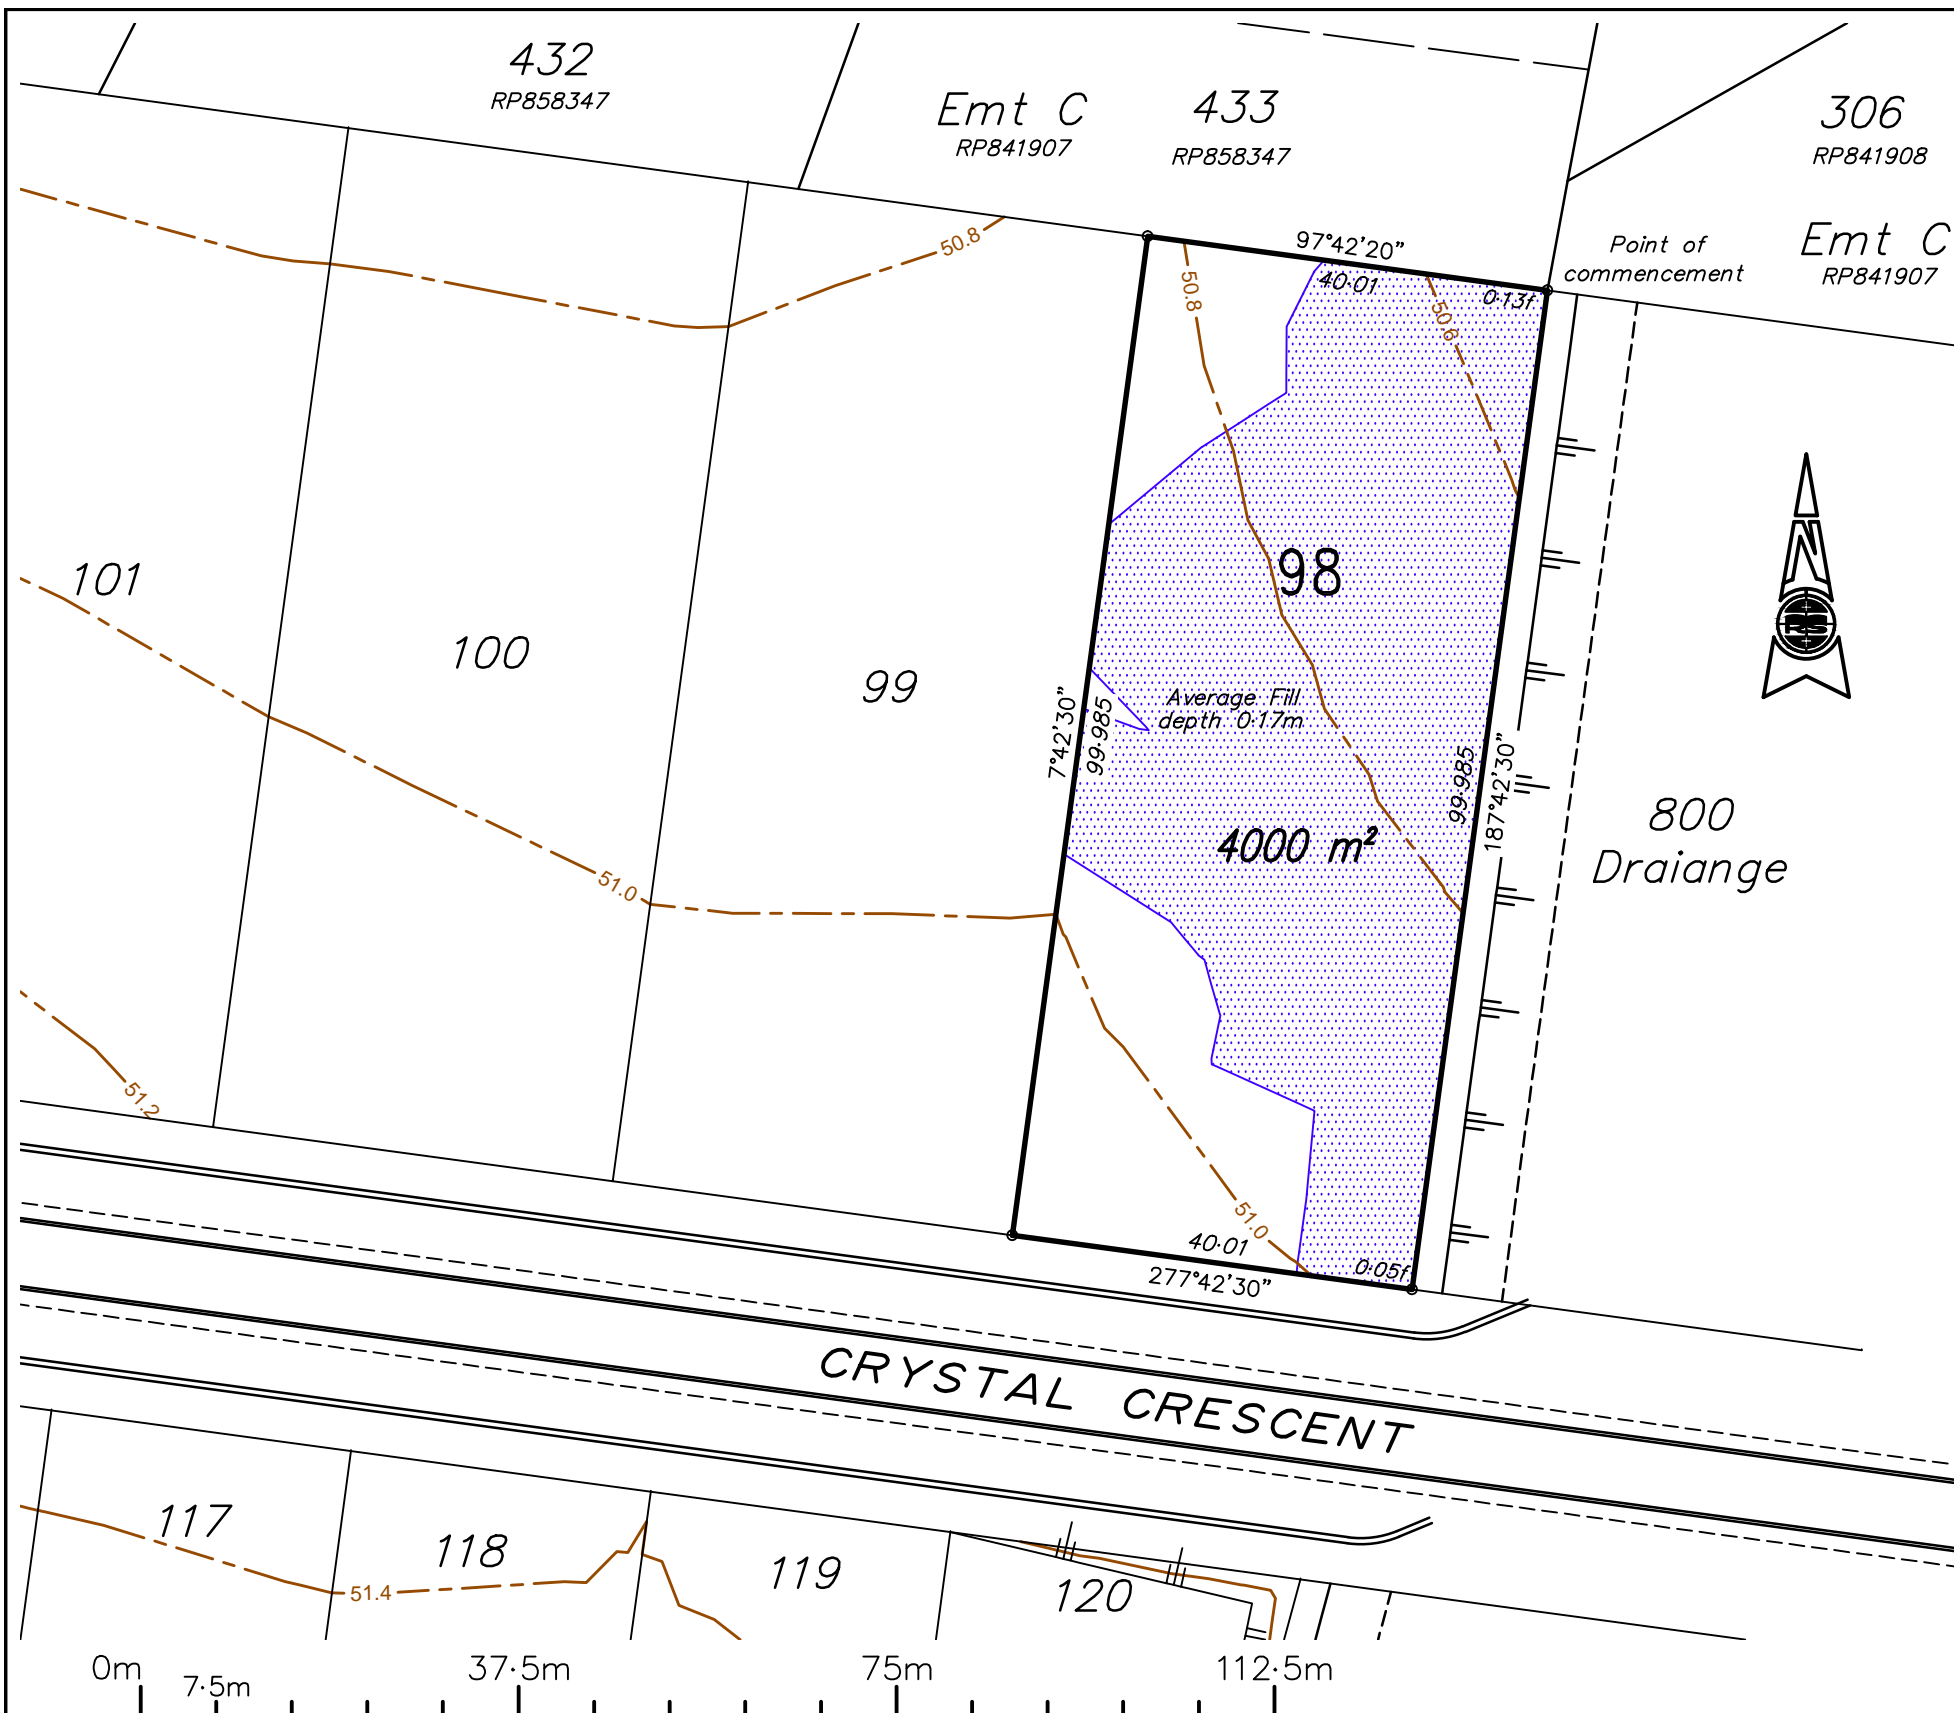 432
RP858347
Emt C
RP841907
433
RP858347
306
RP841908
Emt C
RP841907
Point of
commencement
97°42'20"
40·01
0·13f
50.8
50.8
50.6
101
100
99
98
Average Fill
depth 0·17m
7°42'30"
99·985
99·985
187°42'30"
4000 m²
800
Draiange
N
RS
51.0
51.2
51.0
40·01
277°42'30"
0·05f
CRYSTAL CRESCENT
117
118
119
120
51.4
0m
7·5m
37·5m
75m
112·5m